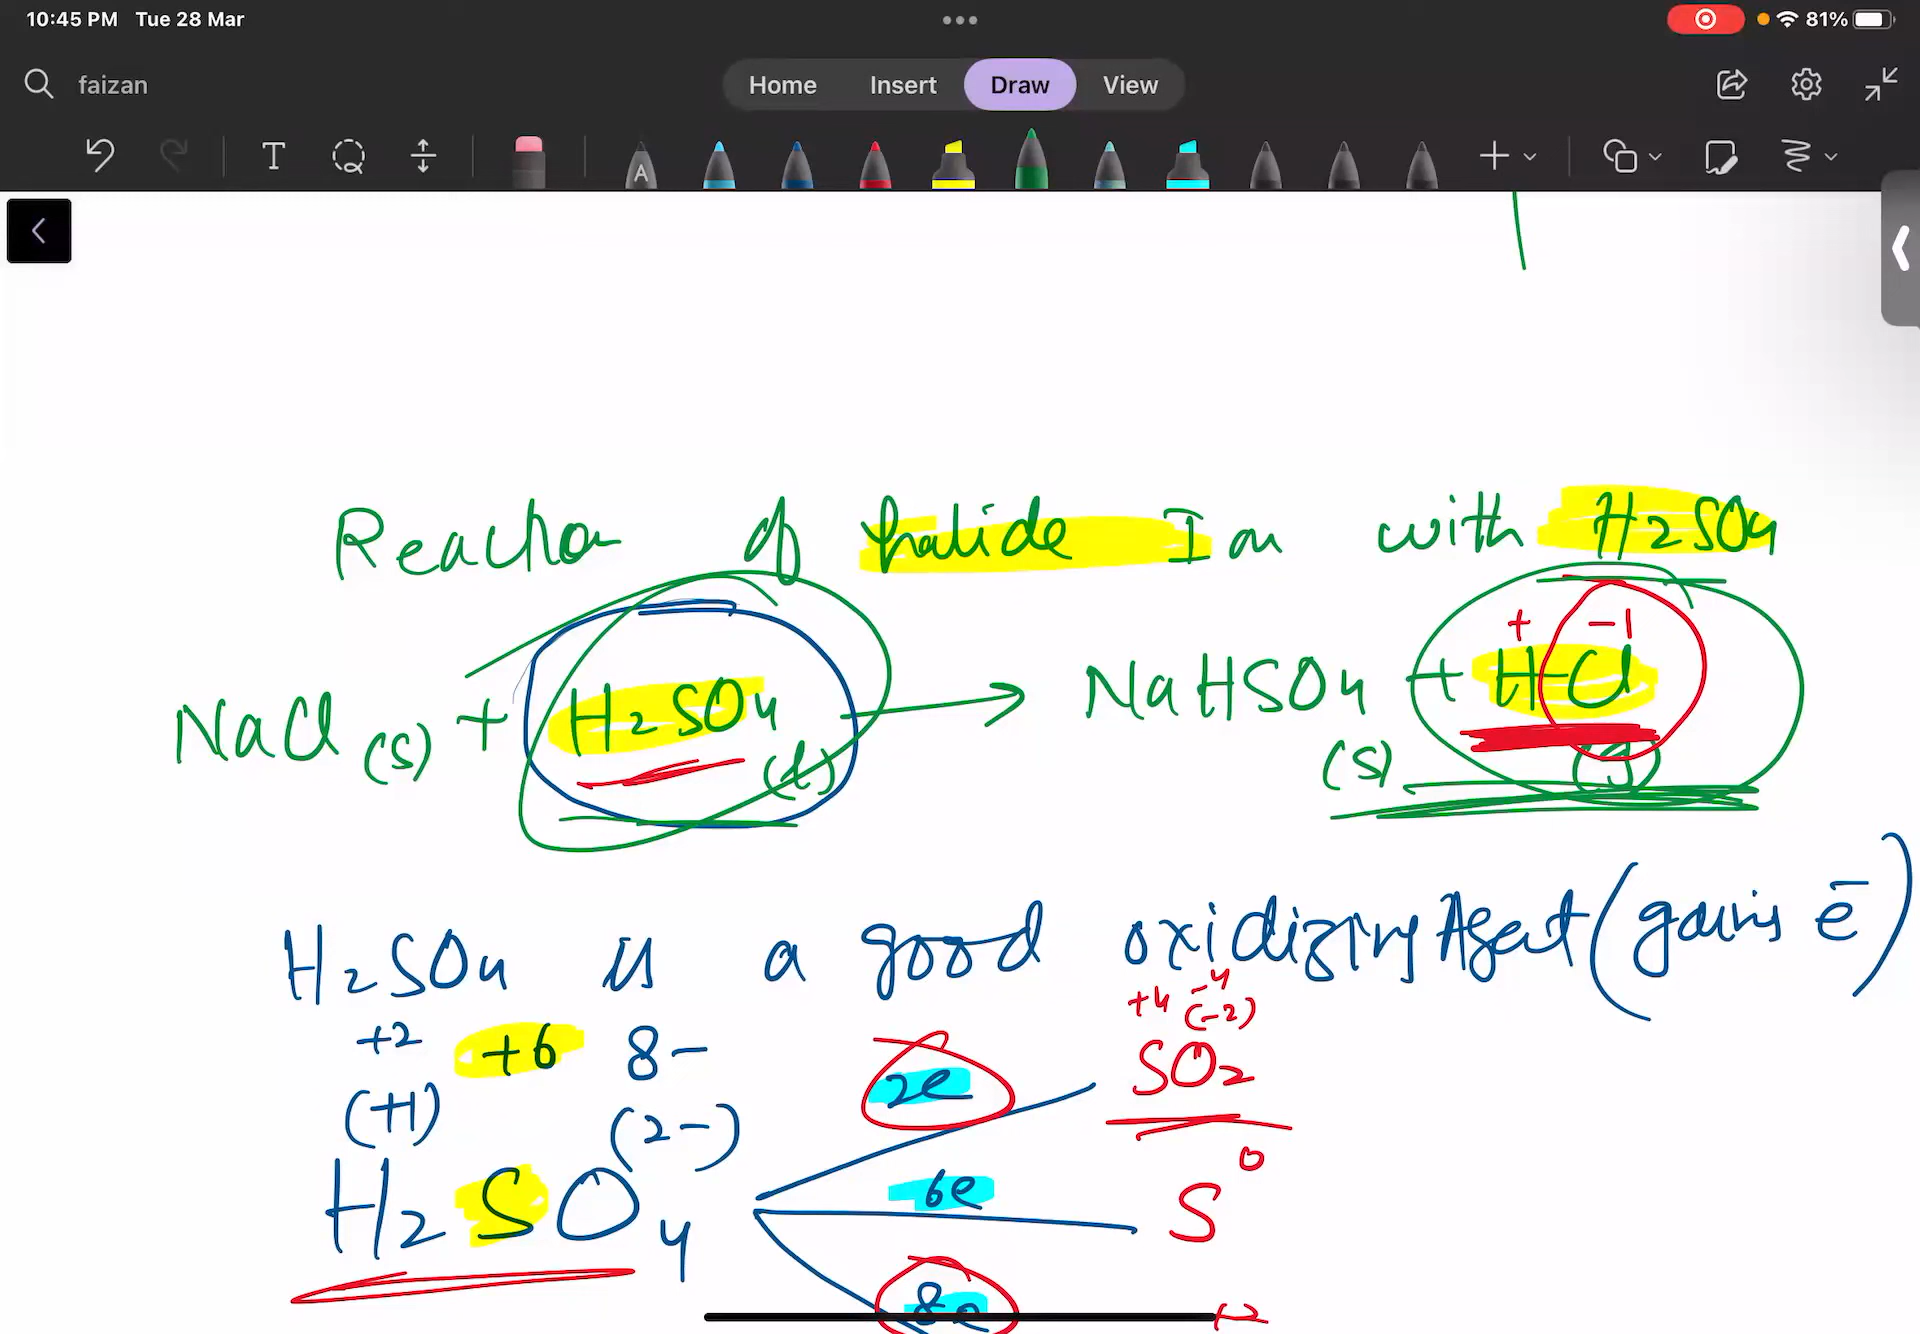 10:45 PM Tue 28 Mar
81%
faizan
Home Insert Draw View
T
A
Reaction of halide Ion with H2SO4
+ -1
NaCl (s) + H2SO4 (l) → NaHSO4 (s) + HCl (g)
H2SO4 is a good oxidizing Agent (gains e-)
+2 +6 8-
(+1) (2-)
H2SO4
2e
+4 -4
(-2)
SO2
6e
0
S
8e